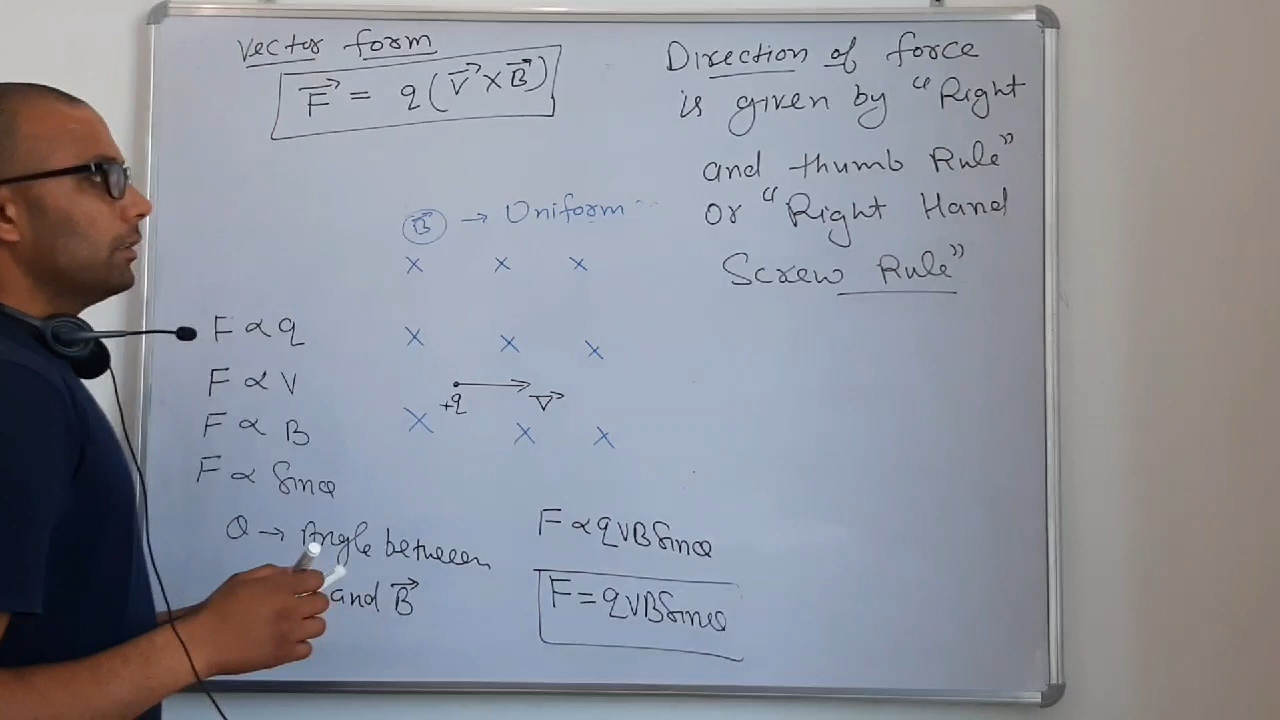 Vector form
F⃗ = q (V⃗ × B⃗)
B⃗ → Uniform
× × ×
× × ×
+q V⃗
× × ×
F ∝ q
F ∝ V
F ∝ B
F ∝ Sinθ
θ → Angle between
and B⃗
F ∝ qVBSinθ
F = qVBSinθ
Direction of force
is given by "Right
and thumb Rule"
or "Right Hand
Screw Rule"